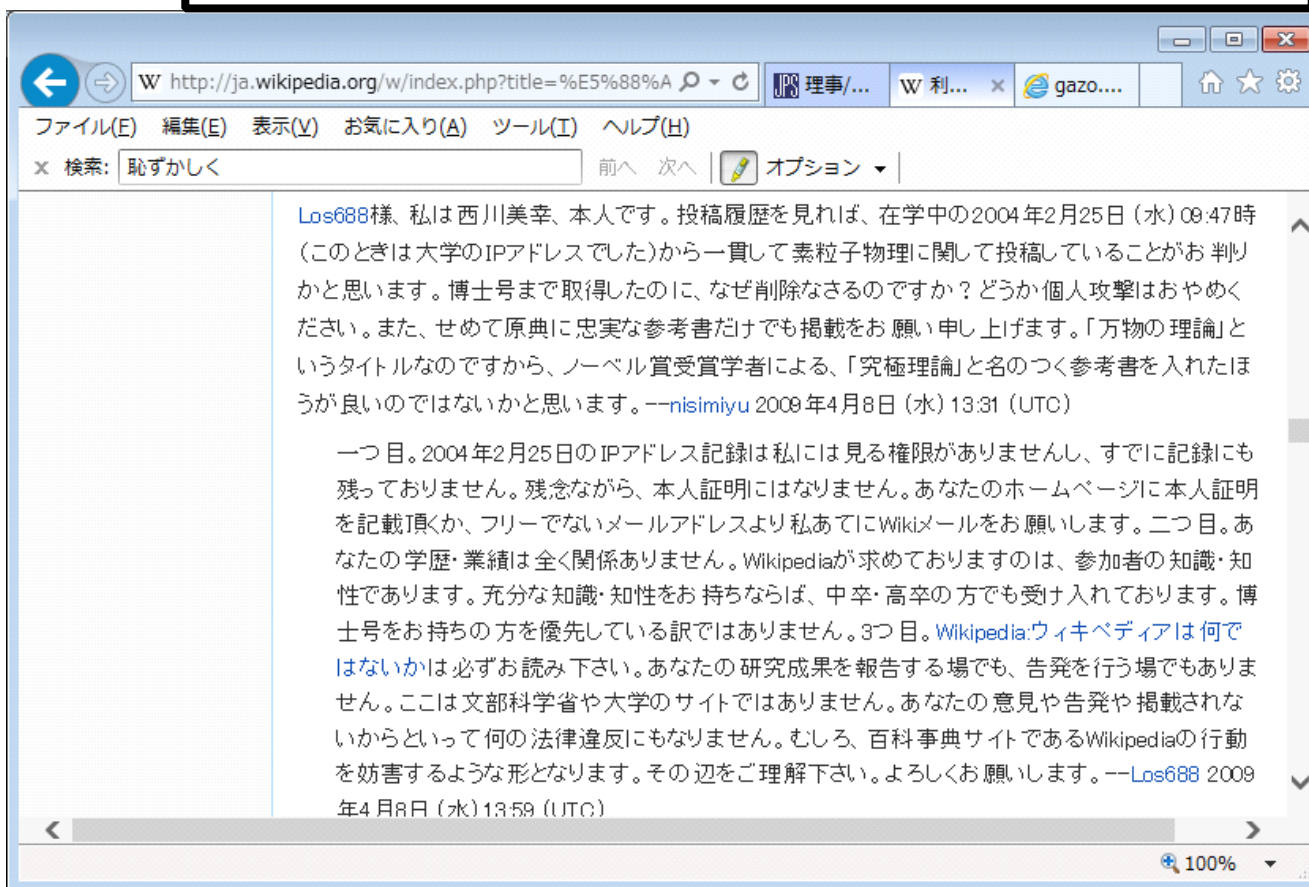 W http://ja.wikipedia.org/w/index.php?title=%E5%88%A
JPS 理事/...
W 利...
gazo....
ファイル(F) 編集(E) 表示(V) お気に入り(A) ツール(T) ヘルプ(H)
x 検索: 恥ずかしく 前へ 次へ オプション
Los688様、私は西川美幸、本人です。投稿履歴を見れば、在学中の2004年2月25日 (水) 09:47時
(このときは大学のIPアドレスでした)から一貫して素粒子物理に関して投稿していることがお判り
かと思います。博士号まで取得したのに、なぜ削除なさるのですか？どうか個人攻撃はおやめく
ださい。また、せめて原典に忠実な参考書だけでも掲載をお願い申し上げます。「万物の理論」と
いうタイトルなのですから、ノーベル賞受賞学者による、「究極理論」と名のつく参考書を入れたほ
うが良いのではないかと思います。--nisimiyu 2009年4月8日 (水) 13:31 (UTC)
一つ目。2004年2月25日のIPアドレス記録は私には見る権限がありませんし、すでに記録にも
残っておりません。残念ながら、本人証明にはなりません。あなたのホームページに本人証明
を記載頂くか、フリーでないメールアドレスより私あてにWikiメールをお願いします。二つ目。あ
なたの学歴・業績は全く関係ありません。Wikipediaが求めておりますのは、参加者の知識・知
性であります。充分な知識・知性をお持ちならば、中卒・高卒の方でも受け入れております。博
士号をお持ちの方を優先している訳ではありません。3つ目。Wikipedia:ウィキペディアは何で
はないかは必ずお読み下さい。あなたの研究成果を報告する場でも、告発を行う場でもありま
せん。ここは文部科学省や大学のサイトではありません。あなたの意見や告発や掲載されな
いからといって何の法律違反にもなりません。むしろ、百科事典サイトであるWikipediaの行動
を妨害するような形となります。その辺をご理解下さい。よろしくお願いします。--Los688 2009
年4月8日 (水) 13:59 (UTC)
100%